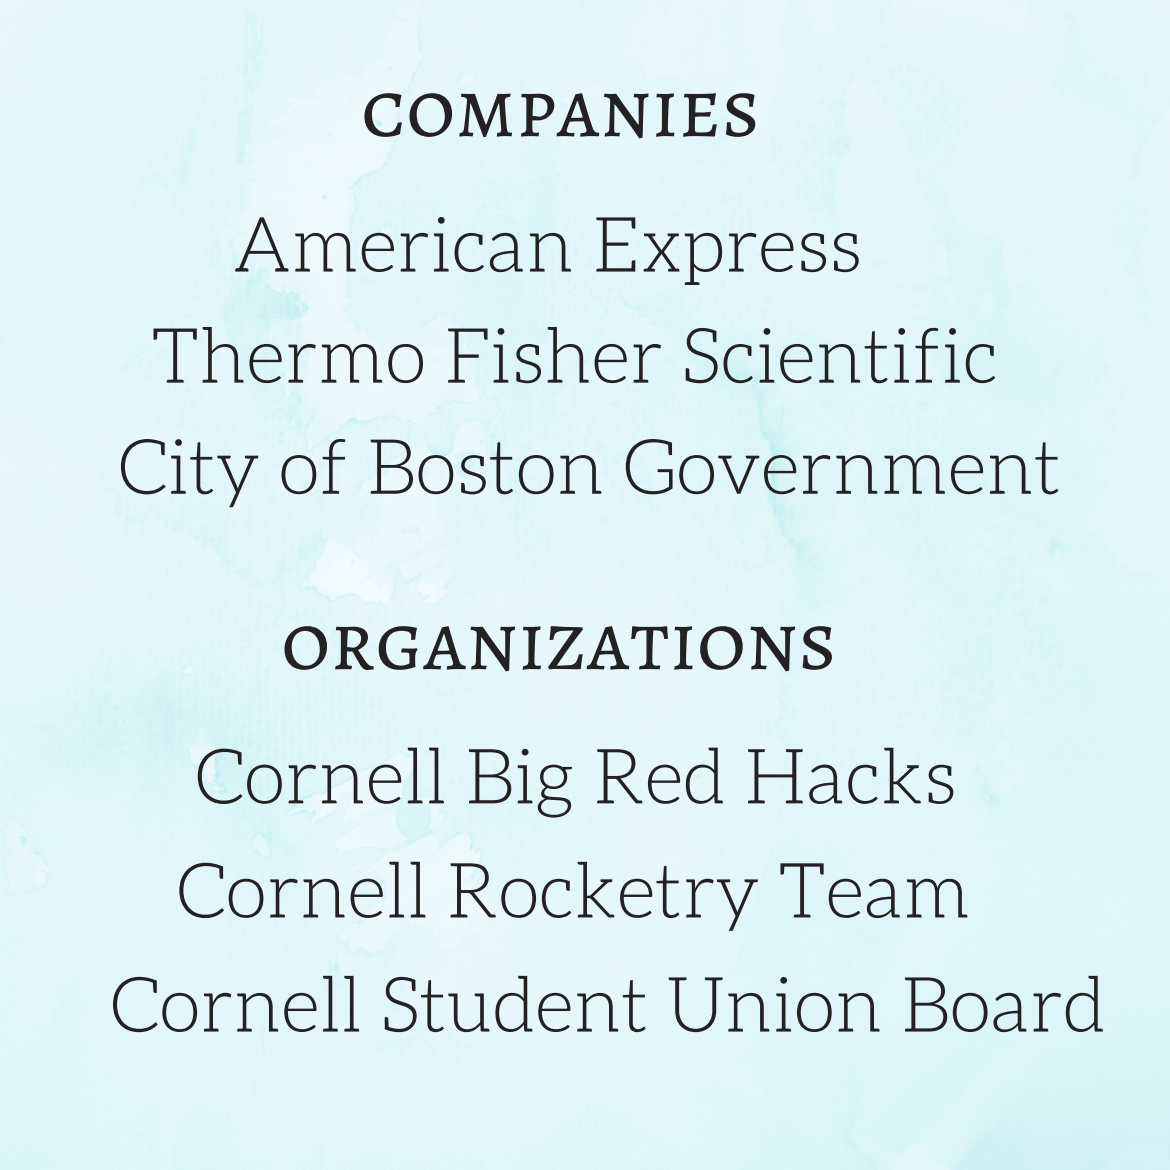 COMPANIES
American Express
Thermo Fisher Scientific
City of Boston Government
ORGANIZATIONS
Cornell Big Red Hacks
Cornell Rocketry Team
Cornell Student Union Board